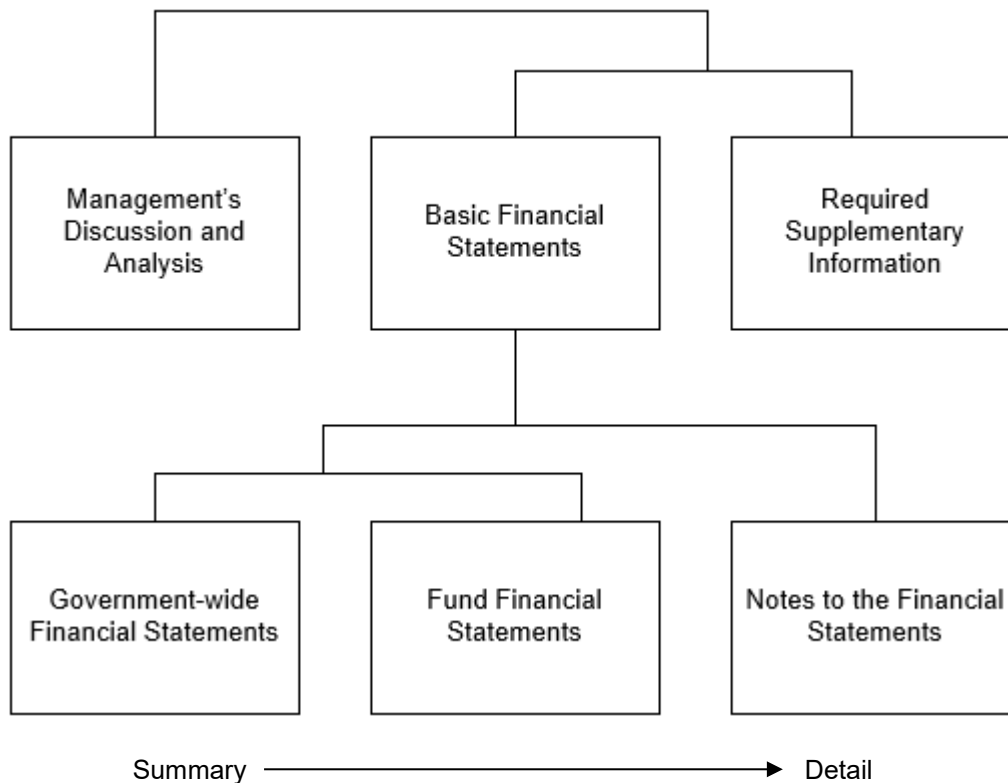 Management’s
Discussion and
Analysis
Basic Financial
Statements
Required
Supplementary
Information
Government-wide
Financial Statements
Fund Financial
Statements
Notes to the Financial
Statements
Summary
Detail